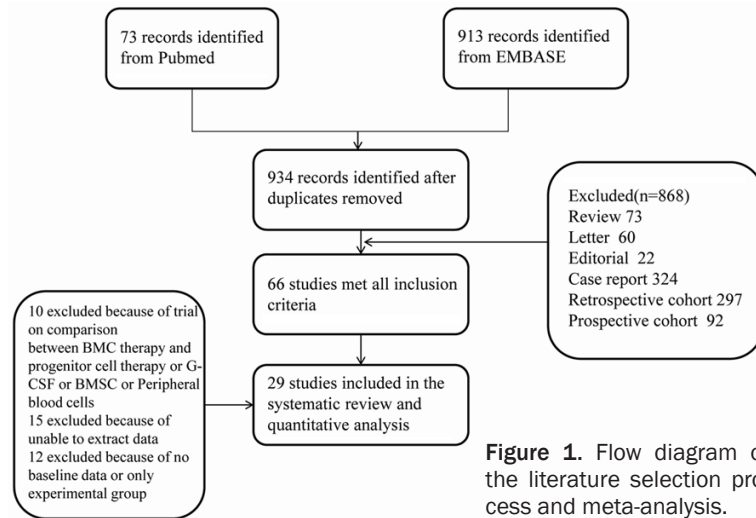 73 records identified
from Pubmed
913 records identified
from EMBASE
934 records identified after
duplicates removed
Excluded(n=868)
Review 73
Letter 60
Editorial 22
Case report 324
Retrospective cohort 297
Prospective cohort 92
66 studies met all inclusion
criteria
10 excluded because of trial
on comparison
between BMC therapy and
progenitor cell therapy or G-
CSF or BMSC or Peripheral
blood cells
15 excluded because of
unable to extract data
12 excluded because of no
baseline data or only
experimental group
29 studies included in the
systematic review and
quantitative analysis
Figure 1. Flow diagram
the literature selection pro
cess and meta-analysis.